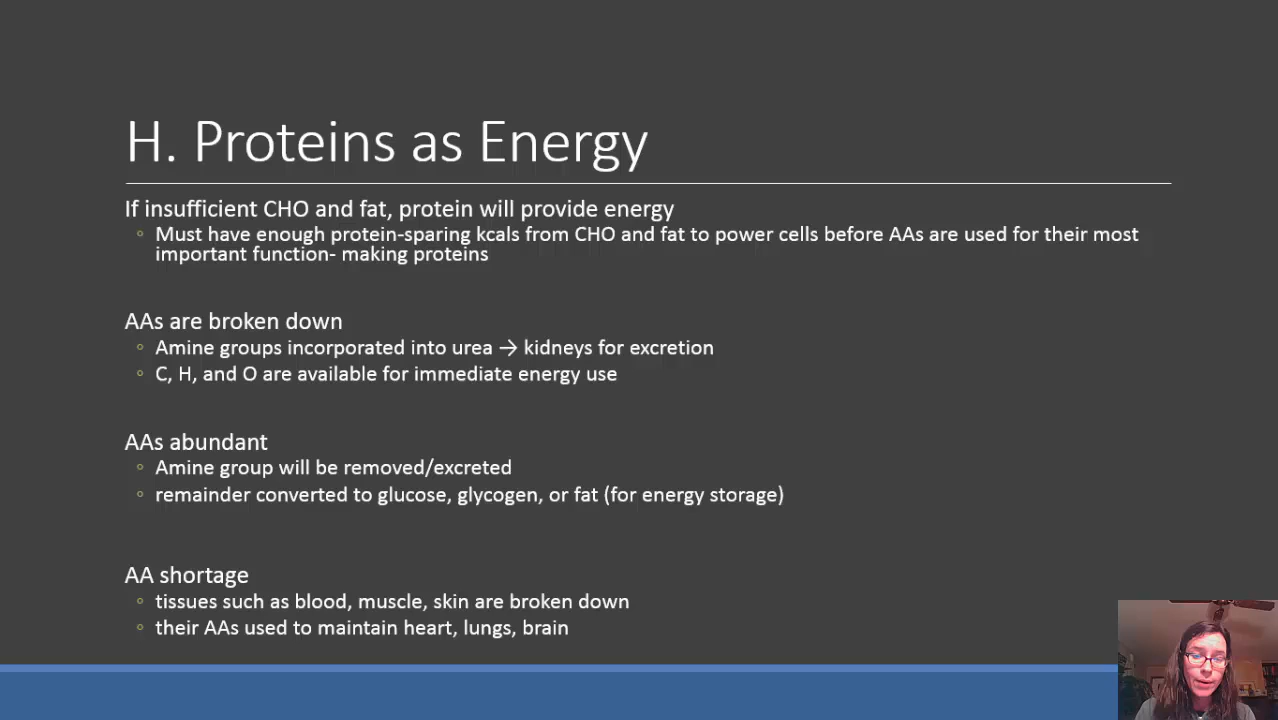 H. Proteins as Energy
If insufficient CHO and fat, protein will provide energy
◦ Must have enough protein-sparing kcals from CHO and fat to power cells before AAs are used for their most
important function- making proteins
AAs are broken down
◦ Amine groups incorporated into urea → kidneys for excretion
◦ C, H, and O are available for immediate energy use
AAs abundant
◦ Amine group will be removed/excreted
◦ remainder converted to glucose, glycogen, or fat (for energy storage)
AA shortage
◦ tissues such as blood, muscle, skin are broken down
◦ their AAs used to maintain heart, lungs, brain